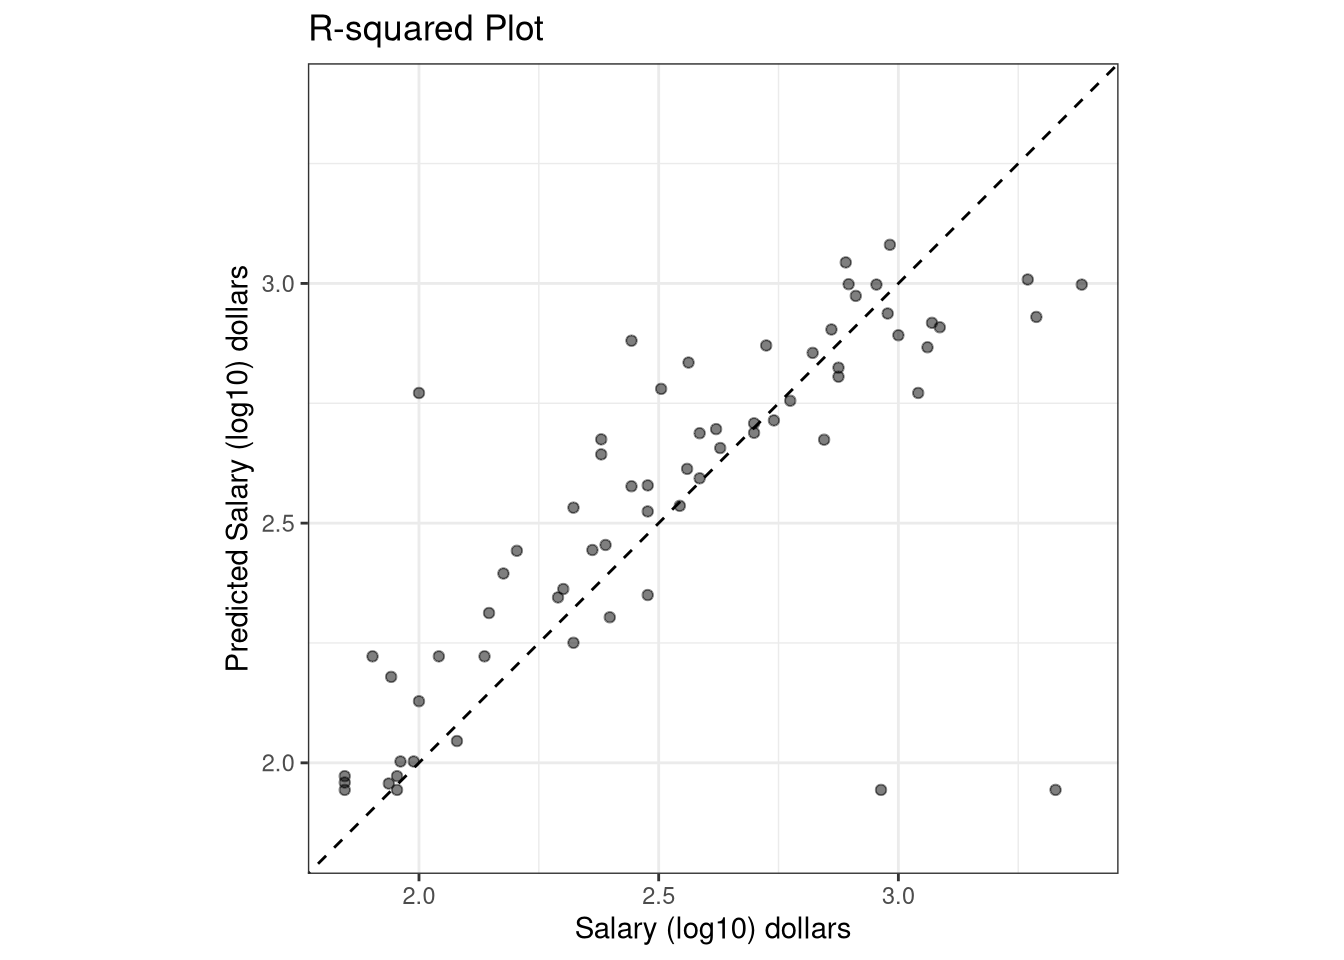 R-squared Plot
Predicted Salary (log10) dollars
3.0
2.5
2.0
2.0 2.5 3.0
Salary (log10) dollars